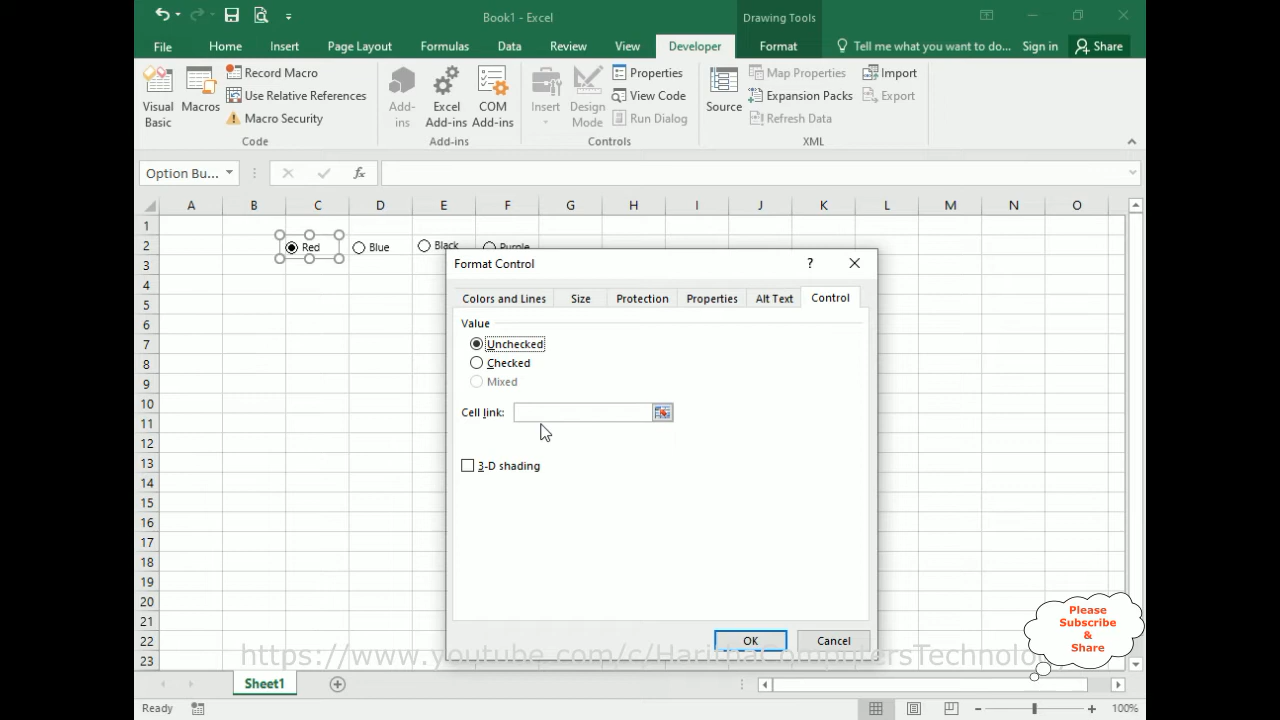 Book1 - Excel
Drawing Tools
File Home Insert Page Layout Formulas Data Review View Developer Format Tell me what you want to do... Sign in Share
Visual Basic
Macros
Record Macro
Use Relative References
Macro Security
Code
Add-ins
Excel Add-ins
COM Add-ins
Add-ins
Insert
Design Mode
Properties
View Code
Run Dialog
Controls
Source
Map Properties
Expansion Packs
Refresh Data
Import
Export
XML
Option Bu...
fx
A B C D E F G H I J K L M N O
1
2
3
4
5
6
7
8
9
10
11
12
13
14
15
16
17
18
19
20
21
22
23
Red Blue Black Purple
Format Control
?
Colors and Lines Size Protection Properties Alt Text Control
Value
Unchecked
Checked
Mixed
Cell link:
3-D shading
OK Cancel
Please
Subscribe
&
Share
https://www.youtube.com/c/HarithaComputersTechnology
Sheet1
Ready
100%